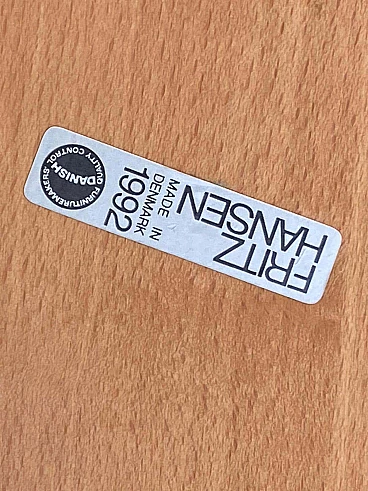 FRITZ
HANSEN
MADE IN
DENMARK
1992
DANISH
FURNITUREMAKERS'
QUALITY CONTROL